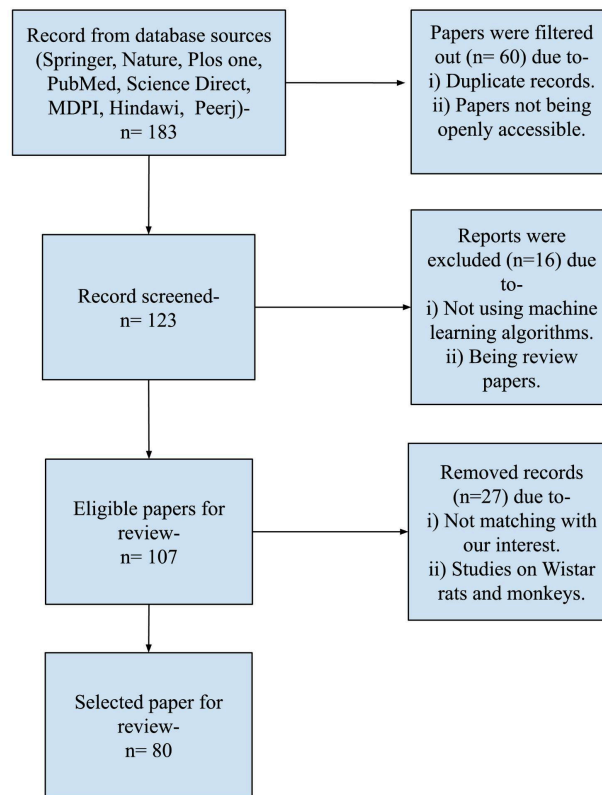 Record from database sources
(Springer, Nature, Plos one,
PubMed, Science Direct,
MDPI, Hindawi, Peerj)-
n= 183
Papers were filtered
out (n= 60) due to-
i) Duplicate records.
ii) Papers not being
openly accessible.
Record screened-
n= 123
Reports were
excluded (n=16) due
to-
i) Not using machine
learning algorithms.
ii) Being review
papers.
Eligible papers for
review-
n= 107
Removed records
(n=27) due to-
i) Not matching with
our interest.
ii) Studies on Wistar
rats and monkeys.
Selected paper for
review-
n= 80